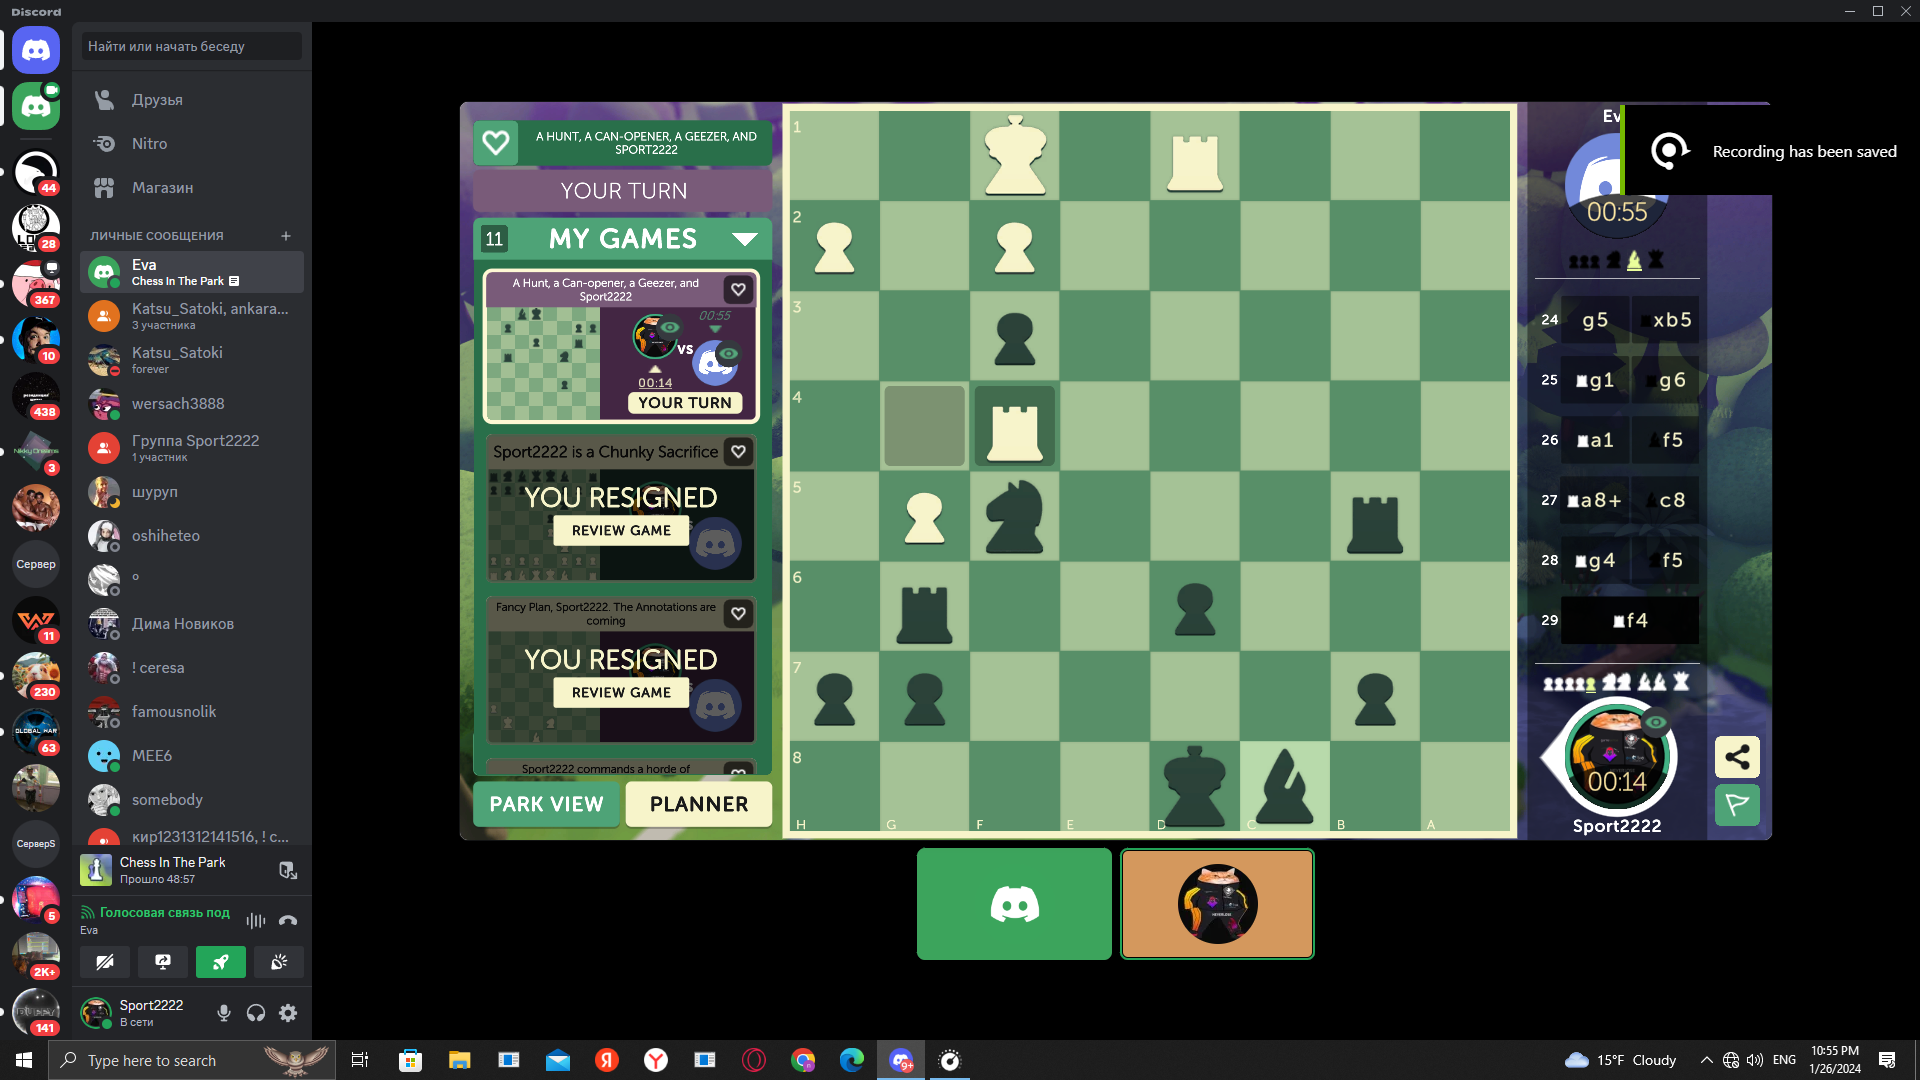 Discord
Найти или начать беседу
Друзья
Nitro
Магазин
ЛИЧНЫЕ СООБЩЕНИЯ
Eva
Chess In The Park
Katsu_Satoki, ankara...
3 участника
Katsu_Satoki
forever
wersach3888
Группа Sport2222
1 участник
шуруп
oshiheteo
o
Дима Новиков
! ceresa
famousnolik
MEE6
somebody
кир1231312141516, ! c...
Chess In The Park
Прошло 48:57
Голосовая связь под
Eva
Sport2222
В сети
44
28
367
10
438
3
Сервер
11
230
GLOBAL WAR
63
СерверS
5
2K+
141
A HUNT, A CAN-OPENER, A GEEZER, AND
SPORT2222
YOUR TURN
11 MY GAMES
A Hunt, a Can-opener, a Geezer, and
Sport2222
00:55
VS
00:14
YOUR TURN
Sport2222 is a Chunky Sacrifice
YOU RESIGNED
REVIEW GAME
Fancy Plan, Sport2222. The Annotations are
coming
YOU RESIGNED
REVIEW GAME
Sport2222 commands a horde of
PARK VIEW
PLANNER
1
2
3
4
5
6
7
8
H G F E D C B A
Ev
00:55
Recording has been saved
24 g5 xb5
25 g1 g6
26 a1 f5
27 a8+ c8
28 g4 f5
29 f4
00:14
Sport2222
Type here to search
9+
15°F Cloudy
ENG
10:55 PM
1/26/2024